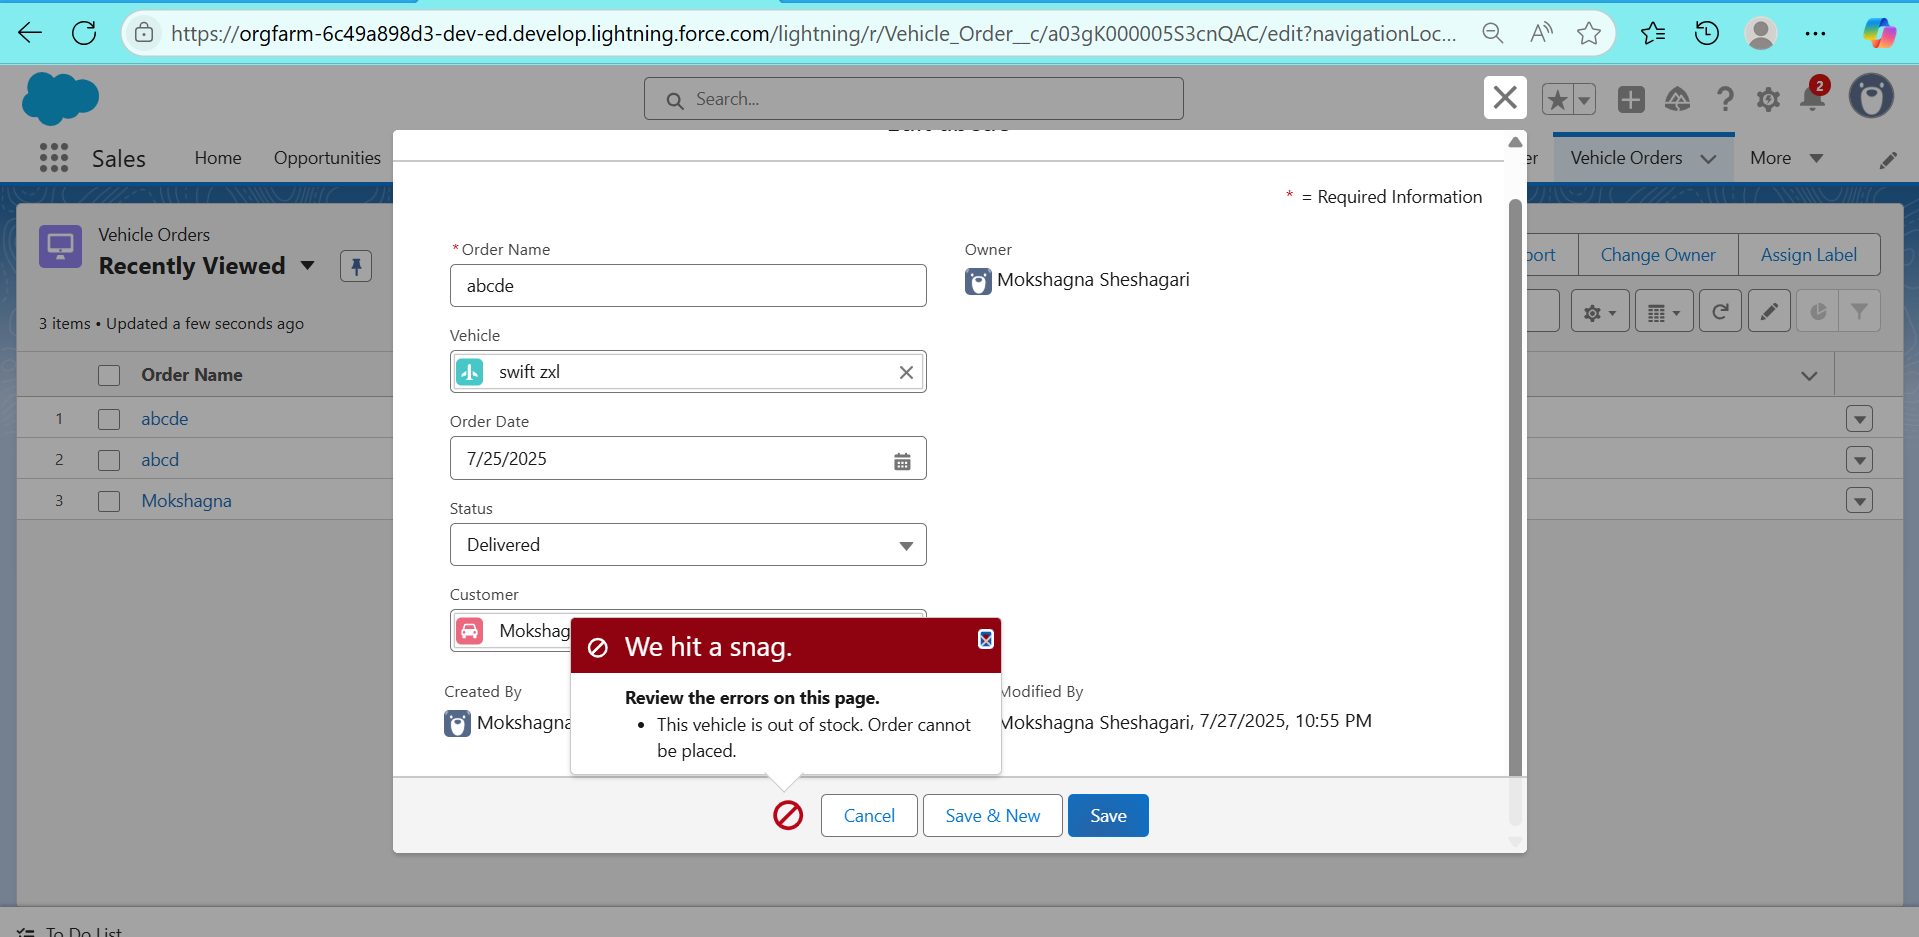 https://orgfarm-6c49a898d3-dev-ed.develop.lightning.force.com/lightning/r/Vehicle_Order__c/a03gK000005S3cnQAC/edit?navigationLoc...
Search...
2
Sales
Home
Opportunities
er
Vehicle Orders
More
* = Required Information
Vehicle Orders
Recently Viewed
port
Change Owner
Assign Label
3 items • Updated a few seconds ago
Order Name
1 abcde
2 abcd
3 Mokshagna
*Order Name
abcde
Owner
Mokshagna Sheshagari
Vehicle
swift zxl
Order Date
7/25/2025
Status
Delivered
Customer
Mokshag
Created By
Mokshagna
Modified By
Mokshagna Sheshagari, 7/27/2025, 10:55 PM
We hit a snag.
Review the errors on this page.
• This vehicle is out of stock. Order cannot
be placed.
Cancel
Save & New
Save
To Do List